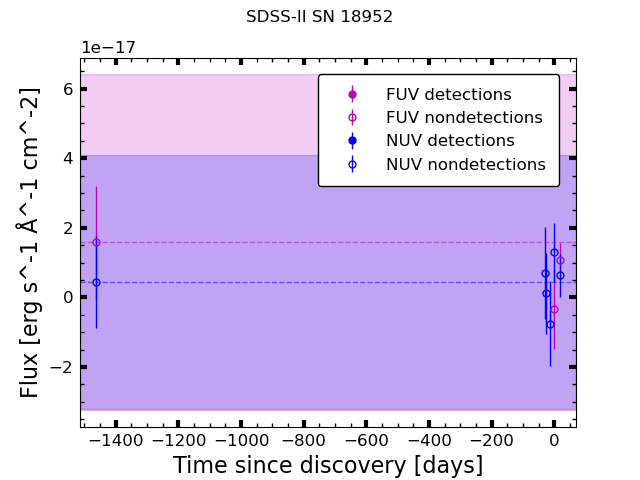 SDSS-II SN 18952
1e−17
FUV detections
FUV nondetections
NUV detections
NUV nondetections
6
4
2
0
−2
Flux [erg s^-1 Å^-1 cm^-2]
−1400 −1200 −1000 −800 −600 −400 −200 0
Time since discovery [days]